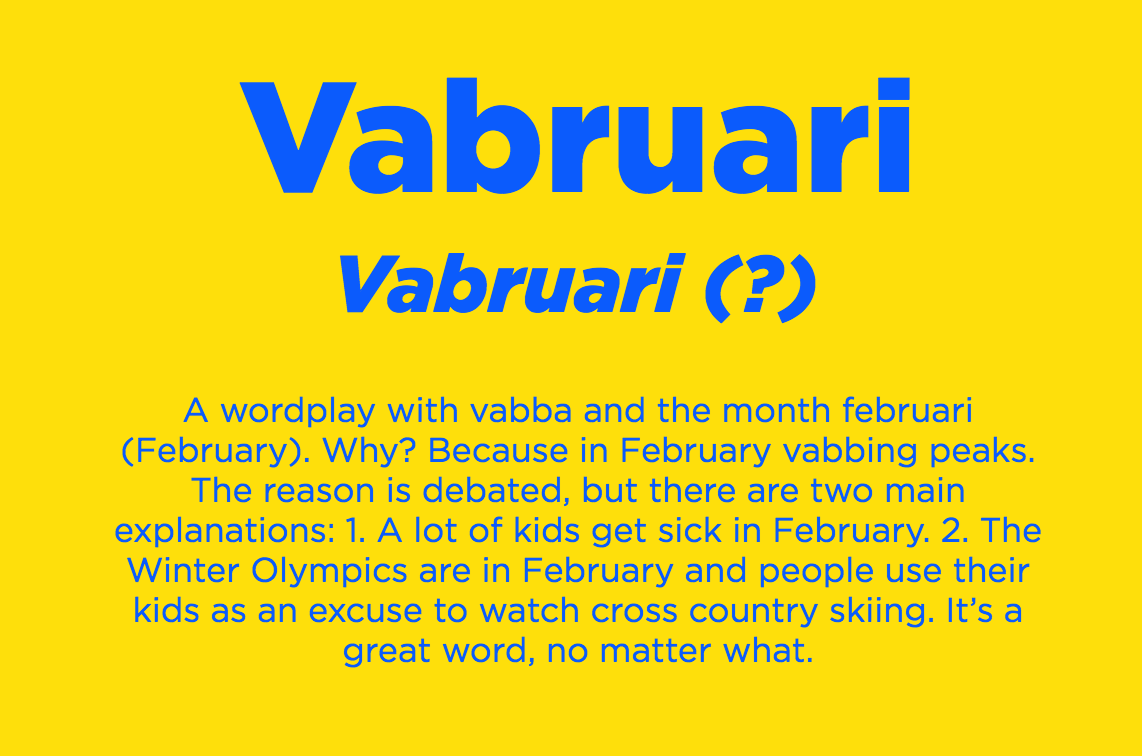 Vabruari
Vabruari (?)
A wordplay with vabba and the month februari
(February). Why? Because in February vabbing peaks.
The reason is debated, but there are two main
explanations: 1. A lot of kids get sick in February. 2. The
Winter Olympics are in February and people use their
kids as an excuse to watch cross country skiing. It’s a
great word, no matter what.